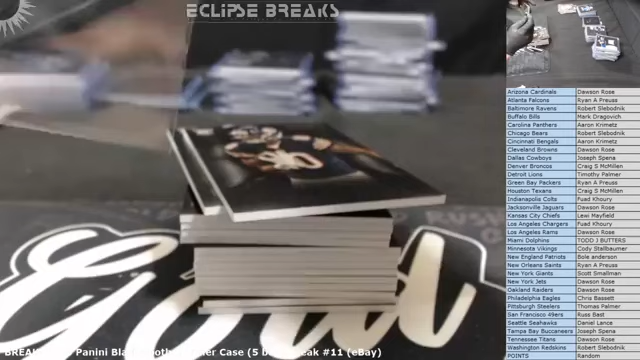 ECLIPSE BREAKS
Arizona Cardinals Dawson Rose
Atlanta Falcons Ryan A Preuss
Baltimore Ravens Robert Slebodnik
Buffalo Bills Mark Dragovich
Carolina Panthers Aaron Krimetz
Chicago Bears Robert Slebodnik
Cincinnati Bengals Aaron Krimetz
Cleveland Browns Dawson Rose
Dallas Cowboys Joseph Spena
Denver Broncos Craig S McMillen
Detroit Lions Timothy Palmer
Green Bay Packers Ryan A Preuss
Houston Texans Craig S McMillen
Indianapolis Colts Fuad Khoury
Jacksonville Jaguars Dawson Rose
Kansas City Chiefs Lewi Mayfield
Los Angeles Chargers Fuad Khoury
Los Angeles Rams Dawson Rose
Miami Dolphins TODD J BUTTERS
Minnesota Vikings Cody Stallbaumer
New England Patriots Bole anderson
New Orleans Saints Ryan A Preuss
New York Giants Scott Smallman
New York Jets Dawson Rose
Oakland Raiders Dawson Rose
Philadelphia Eagles Chris Bassett
Pittsburgh Steelers Thomas Palmer
San Francisco 49ers Russ Bast
Seattle Seahawks Daniel Lance
Tampa Bay Buccaneers Joseph Spena
Tennessee Titans Dawson Rose
Washington Redskins Robert Slebodnik
POINTS Random
Gold
Panini
Case (5
#11 (eBay)